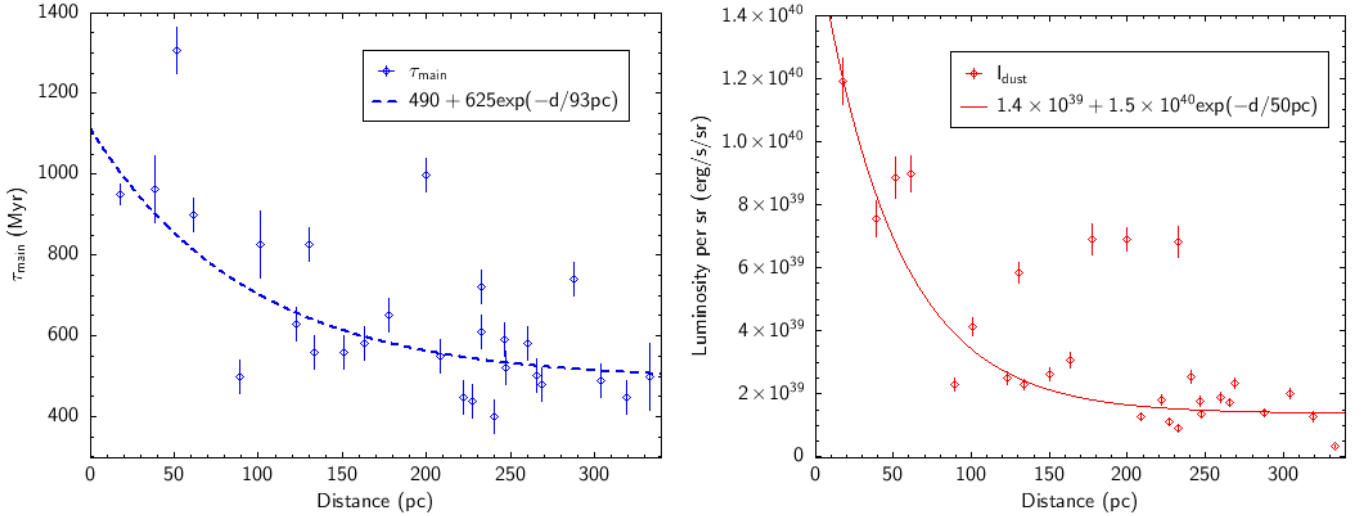 1400
1200
1000
800
600
400
0 50 100 150 200 250 300
τmain (Myr)
Distance (pc)
τmain
490 + 625exp(−d/93pc)
1.4 × 10^40
1.2 × 10^40
1.0 × 10^40
8 × 10^39
6 × 10^39
4 × 10^39
2 × 10^39
0
0 50 100 150 200 250 300
Luminosity per sr (erg/s/sr)
Distance (pc)
Idust
1.4 × 10^39 + 1.5 × 10^40exp(−d/50pc)